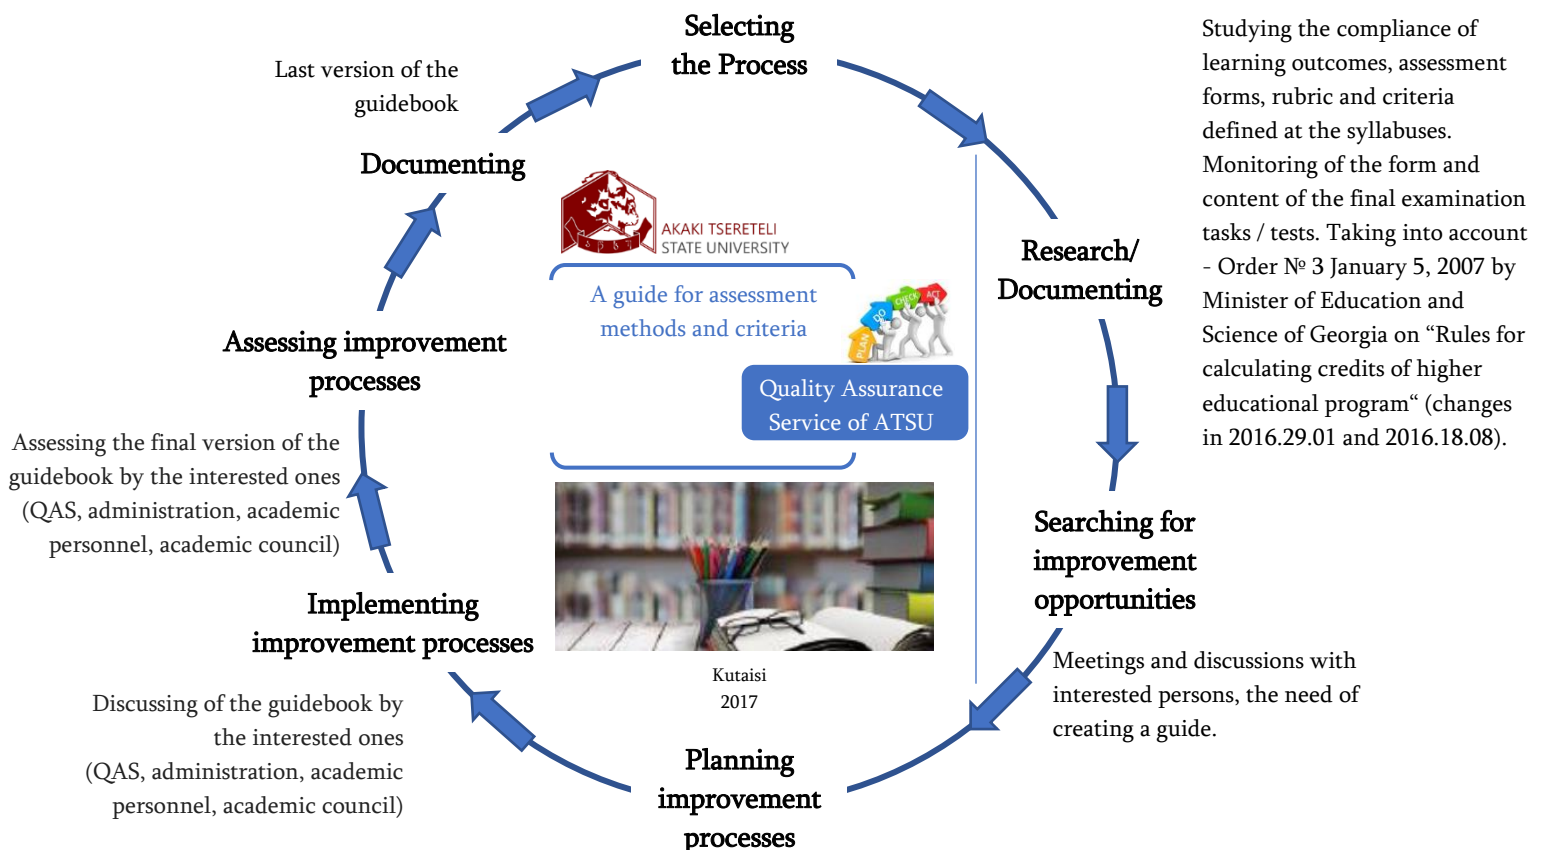 Selecting
the Process
Studying the compliance of
learning outcomes, assessment
forms, rubric and criteria
defined at the syllabuses.
Monitoring of the form and
content of the final examination
tasks / tests. Taking into account
- Order № 3 January 5, 2007 by
Minister of Education and
Science of Georgia on “Rules for
calculating credits of higher
educational program“ (changes
in 2016.29.01 and 2016.18.08).
Research/
Documenting
Searching for
improvement
opportunities
Meetings and discussions with
interested persons, the need of
creating a guide.
Planning
improvement
processes
Implementing
improvement processes
Discussing of the guidebook by
the interested ones
(QAS, administration, academic
personnel, academic council)
Assessing improvement
processes
Assessing the final version of the
guidebook by the interested ones
(QAS, administration, academic
personnel, academic council)
Documenting
Last version of the
guidebook
AKAKI TSERETELI
STATE UNIVERSITY
A guide for assessment
methods and criteria
PLAN
DO
CHECK
ACT
Quality Assurance
Service of ATSU
Kutaisi
2017